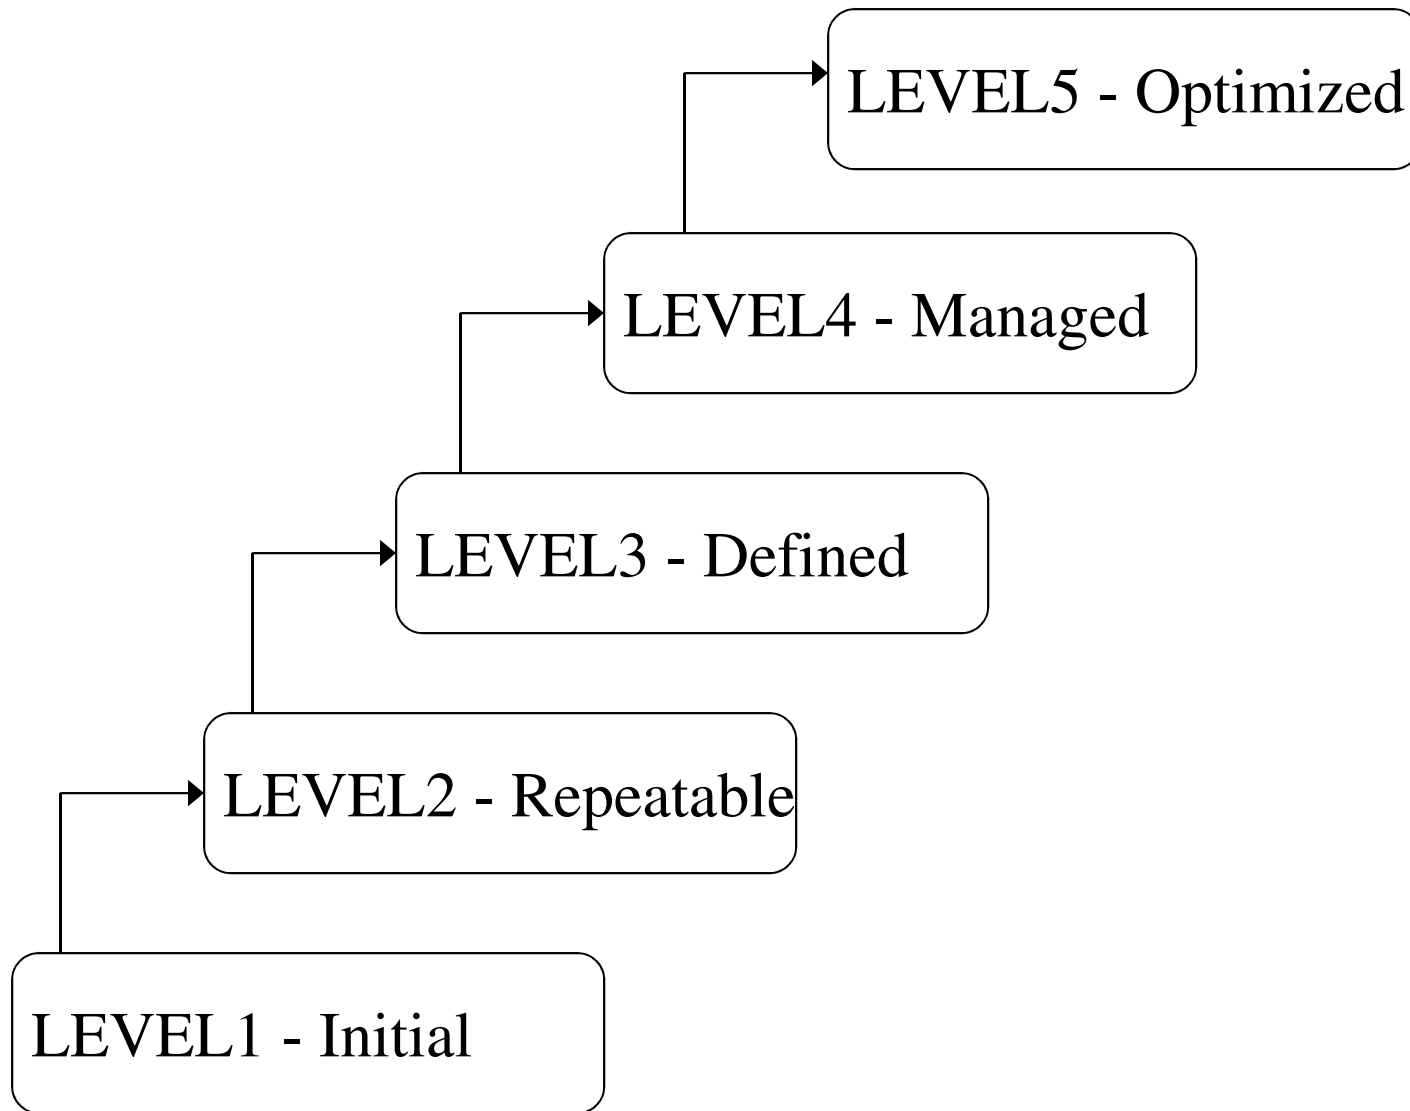 LEVEL5 - Optimized
LEVEL4 - Managed
LEVEL3 - Defined
LEVEL2 - Repeatable
LEVEL1 - Initial